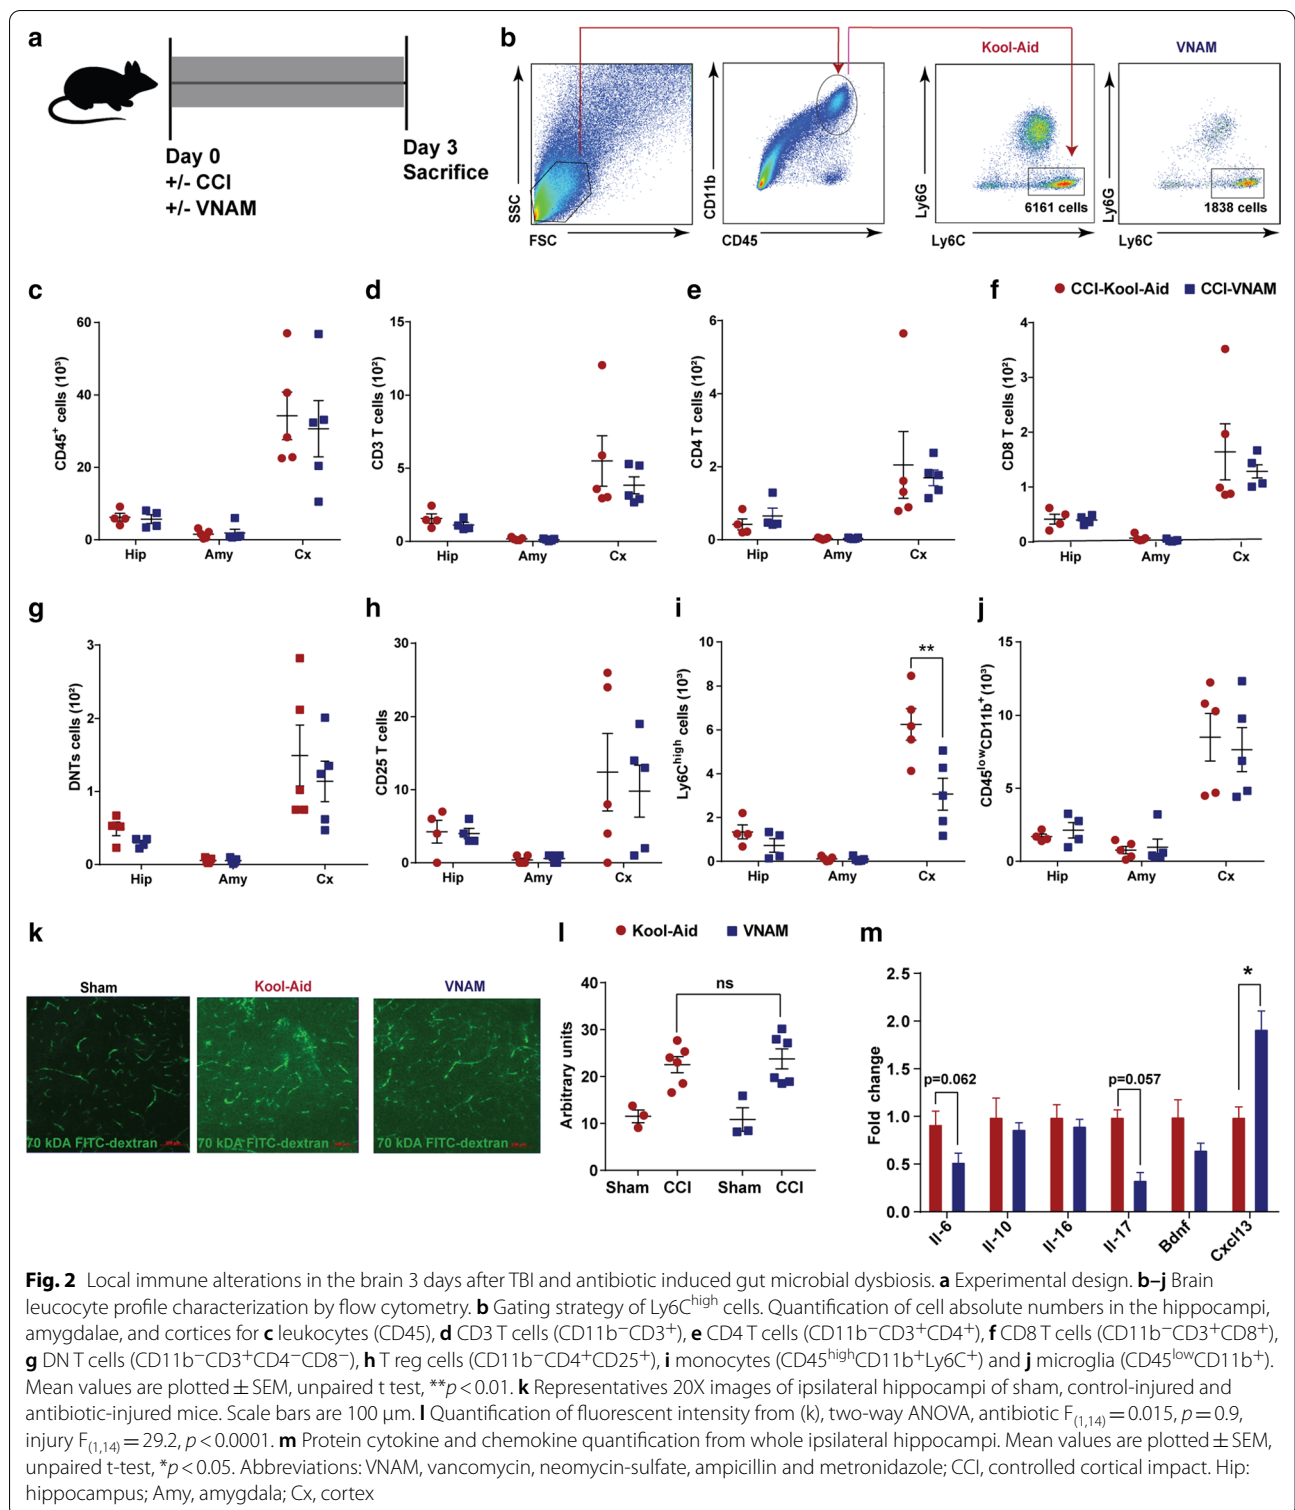 a
Day 0
+/- CCI
+/- VNAM
Day 3
Sacrifice
b
SSC
FSC
CD11b
CD45
Kool-Aid
Ly6G
6161 cells
Ly6C
VNAM
Ly6G
1838 cells
Ly6C
CCI-Kool-Aid CCI-VNAM
c
CD45⁺ cells (10³)
60
40
20
0
Hip Amy Cx
d
CD3 T cells (10²)
15
10
5
0
Hip Amy Cx
e
CD4 T cells (10²)
6
4
2
0
Hip Amy Cx
f
CD8 T cells (10²)
4
3
2
1
0
Hip Amy Cx
g
DNTs cells (10²)
3
2
1
0
Hip Amy Cx
h
CD25 T cells
30
20
10
0
Hip Amy Cx
i
Ly6Cʰⁱᵍʰ cells (10³)
10
8
6
4
2
0
**
Hip Amy Cx
j
CD45ˡᵒʷCD11b⁺ (10³)
15
10
5
0
Hip Amy Cx
k
Sham
70 kDA FITC-dextran
Kool-Aid
70 kDA FITC-dextran
VNAM
70 kDA FITC-dextran
l
Kool-Aid VNAM
Arbitrary units
40
30
20
10
0
ns
Sham CCI Sham CCI
m
Fold change
2.5
2.0
1.5
1.0
0.5
0.0
p=0.062
p=0.057
*
Il-6 Il-10 Il-16 Il-17 Bdnf Cxcl13
Fig. 2 Local immune alterations in the brain 3 days after TBI and antibiotic induced gut microbial dysbiosis. a Experimental design. b–j Brain
leucocyte profile characterization by flow cytometry. b Gating strategy of Ly6Cʰⁱᵍʰ cells. Quantification of cell absolute numbers in the hippocampi,
amygdalae, and cortices for c leukocytes (CD45), d CD3 T cells (CD11b⁻CD3⁺), e CD4 T cells (CD11b⁻CD3⁺CD4⁺), f CD8 T cells (CD11b⁻CD3⁺CD8⁺),
g DN T cells (CD11b⁻CD3⁺CD4⁻CD8⁻), h T reg cells (CD11b⁻CD4⁺CD25⁺), i monocytes (CD45ʰⁱᵍʰCD11b⁺Ly6C⁺) and j microglia (CD45ˡᵒʷCD11b⁺).
Mean values are plotted ± SEM, unpaired t test, **p < 0.01. k Representatives 20X images of ipsilateral hippocampi of sham, control-injured and
antibiotic-injured mice. Scale bars are 100 μm. l Quantification of fluorescent intensity from (k), two-way ANOVA, antibiotic F₍₁,₁₄₎ = 0.015, p = 0.9,
injury F₍₁,₁₄₎ = 29.2, p < 0.0001. m Protein cytokine and chemokine quantification from whole ipsilateral hippocampi. Mean values are plotted ± SEM,
unpaired t-test, *p < 0.05. Abbreviations: VNAM, vancomycin, neomycin-sulfate, ampicillin and metronidazole; CCI, controlled cortical impact. Hip:
hippocampus; Amy, amygdala; Cx, cortex